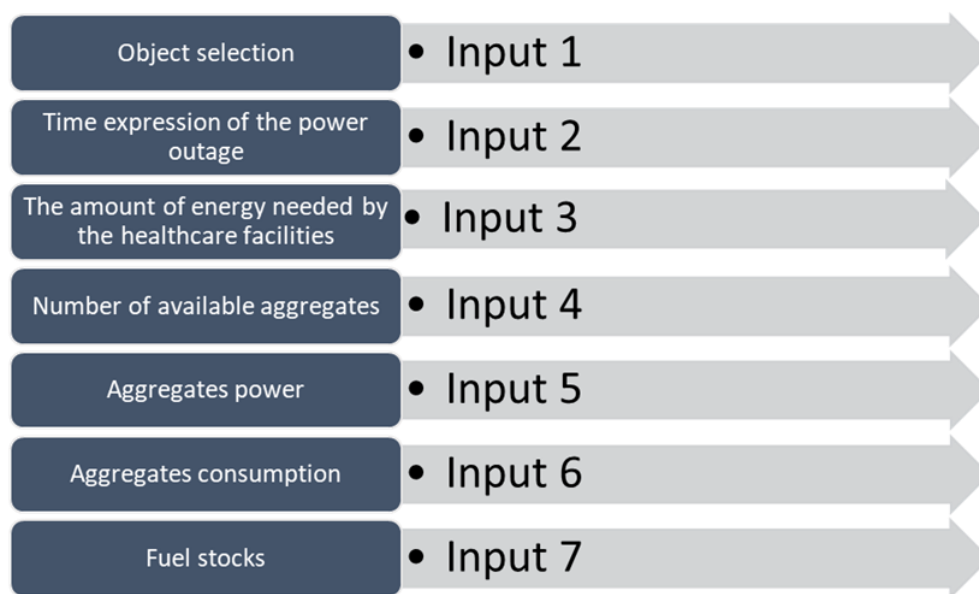 Object selection
• Input 1
Time expression of the power
outage
• Input 2
The amount of energy needed by
the healthcare facilities
• Input 3
Number of available aggregates
• Input 4
Aggregates power
• Input 5
Aggregates consumption
• Input 6
Fuel stocks
• Input 7